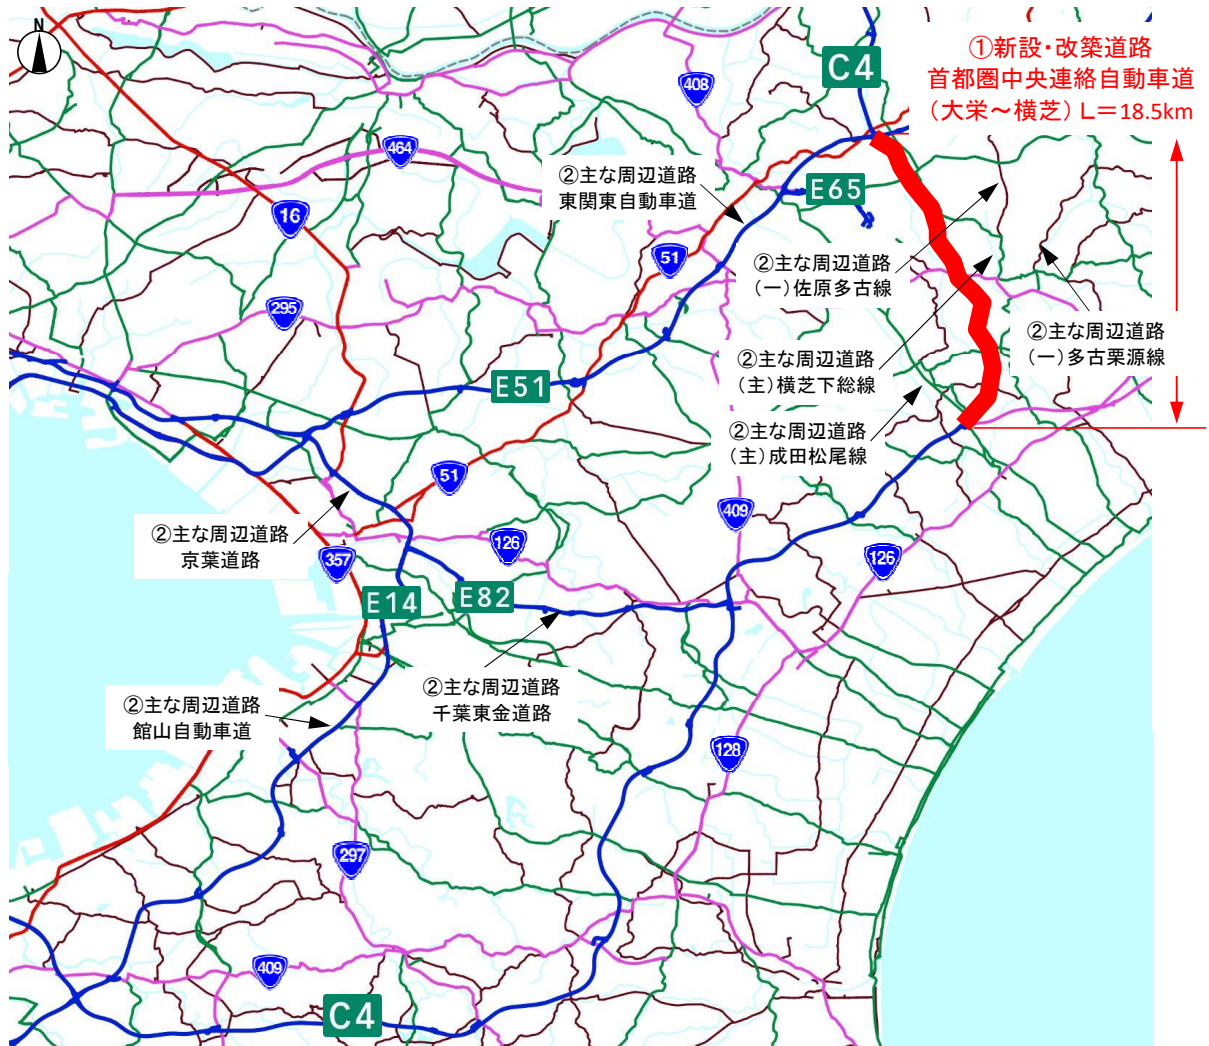 N
①新設・改築道路
首都圏中央連絡自動車道
（大栄～横芝）L＝18.5km
C4
408
464
②主な周辺道路
東関東自動車道
E65
16
51
②主な周辺道路
（一）佐原多古線
295
②主な周辺道路
（一）多古栗源線
②主な周辺道路
（主）横芝下総線
E51
②主な周辺道路
（主）成田松尾線
51
409
②主な周辺道路
京葉道路
126
126
357
E14
E82
②主な周辺道路
千葉東金道路
②主な周辺道路
館山自動車道
128
297
409
C4